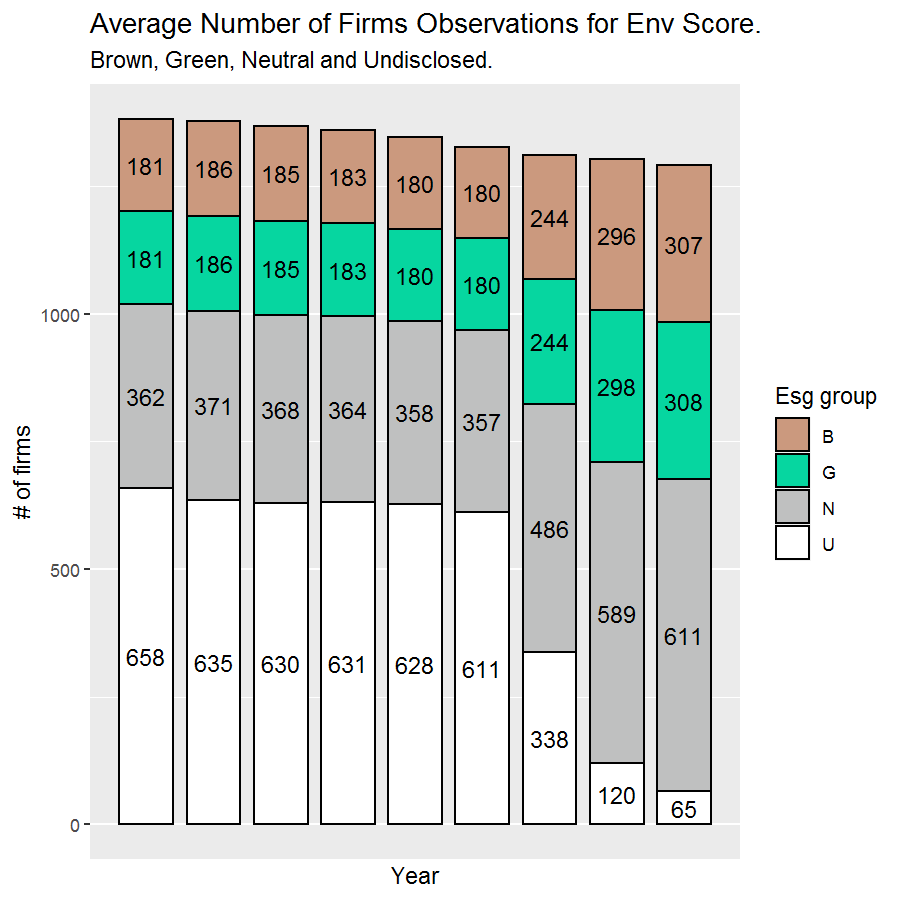 Average Number of Firms Observations for Env Score.
Brown, Green, Neutral and Undisclosed.
# of firms
1000
500
0
181 186 185 183 180 180 244 296 307
181 186 185 183 180 180 244 298 308
362 371 368 364 358 357 486 589 611
658 635 630 631 628 611 338 120 65
Year
Esg group
B
G
N
U